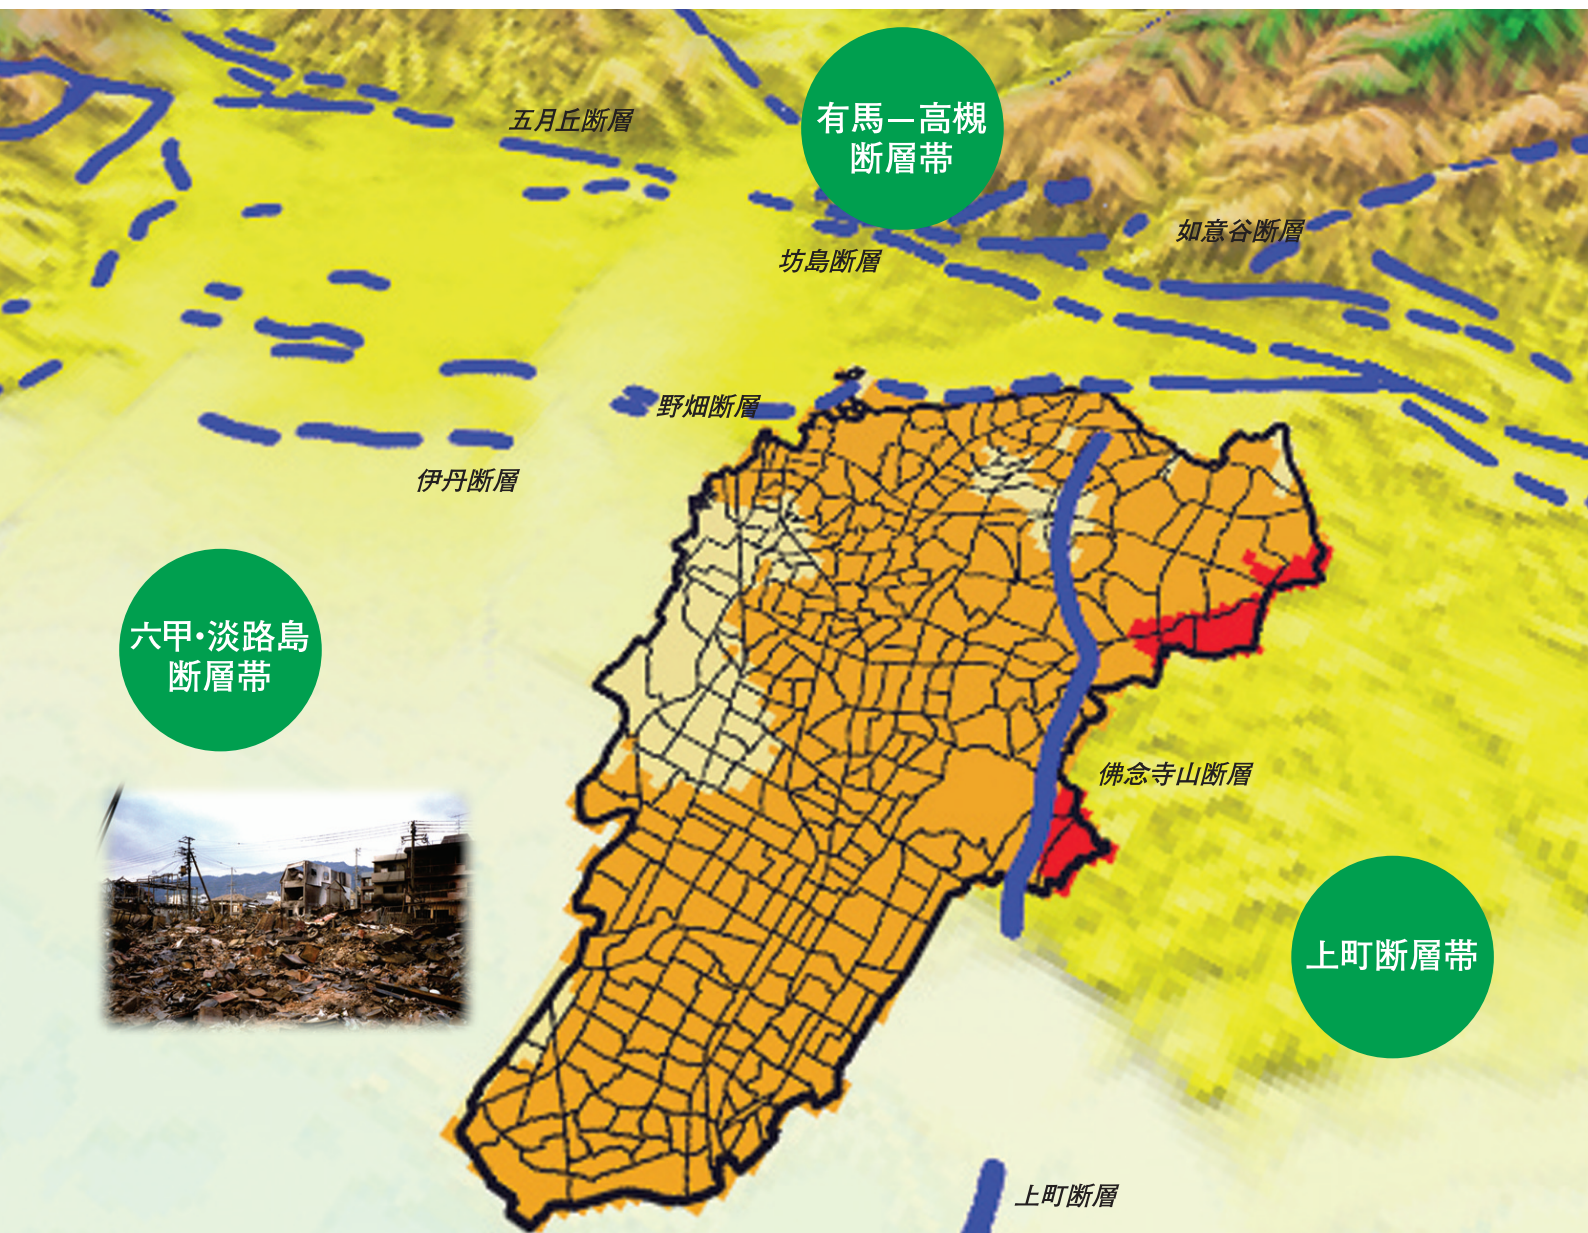 五月丘断層
有馬－高槻
断層帯
如意谷断層
坊島断層
野畑断層
伊丹断層
六甲・淡路島
断層帯
佛念寺山断層
上町断層帯
上町断層